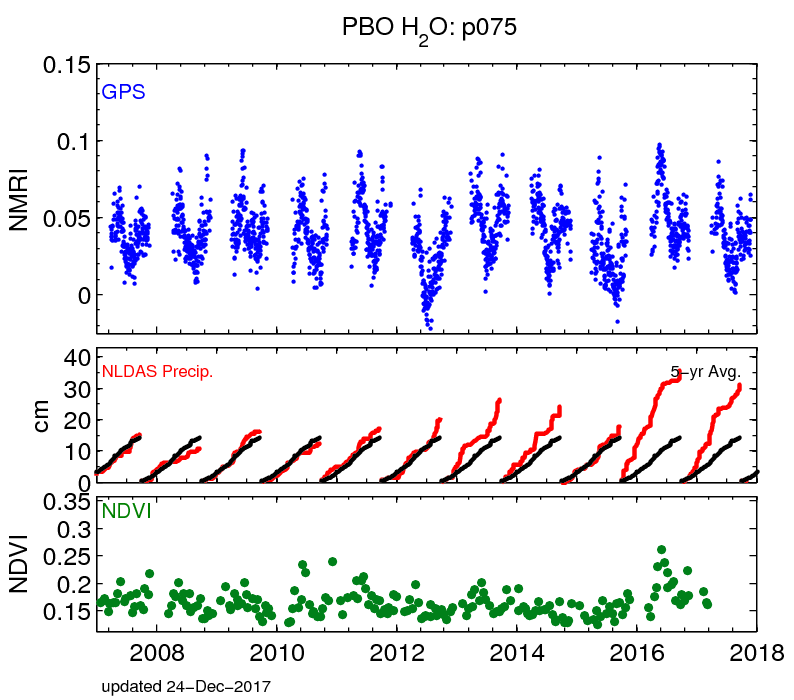 PBO H2O: p075
0.15
GPS
0.1
NMRI
0.05
0
40
NLDAS Precip.
5-yr Avg.
30
cm
20
10
0
0.35
NDVI
0.3
0.25
NDVI
0.2
0.15
2008 2010 2012 2014 2016 2018
updated 24-Dec-2017